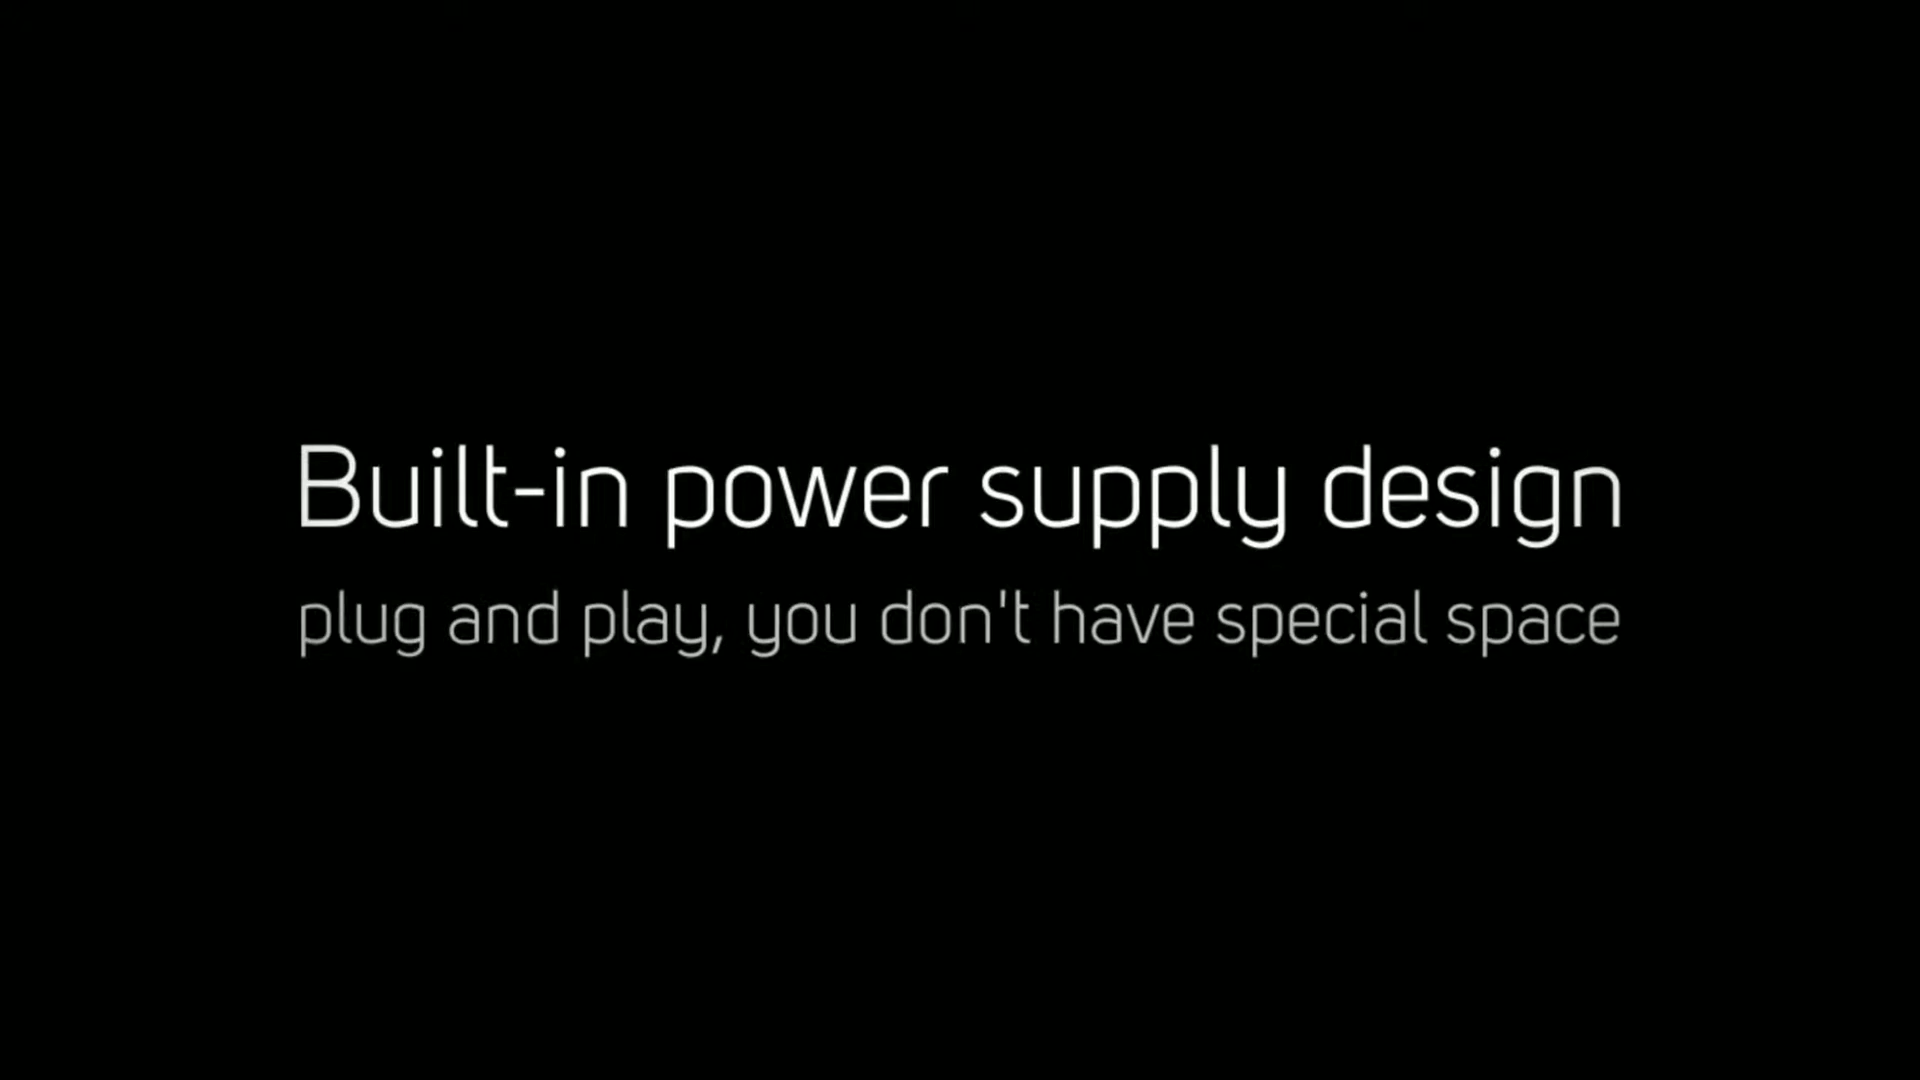 Built-in power supply design
plug and play, you don't have special space